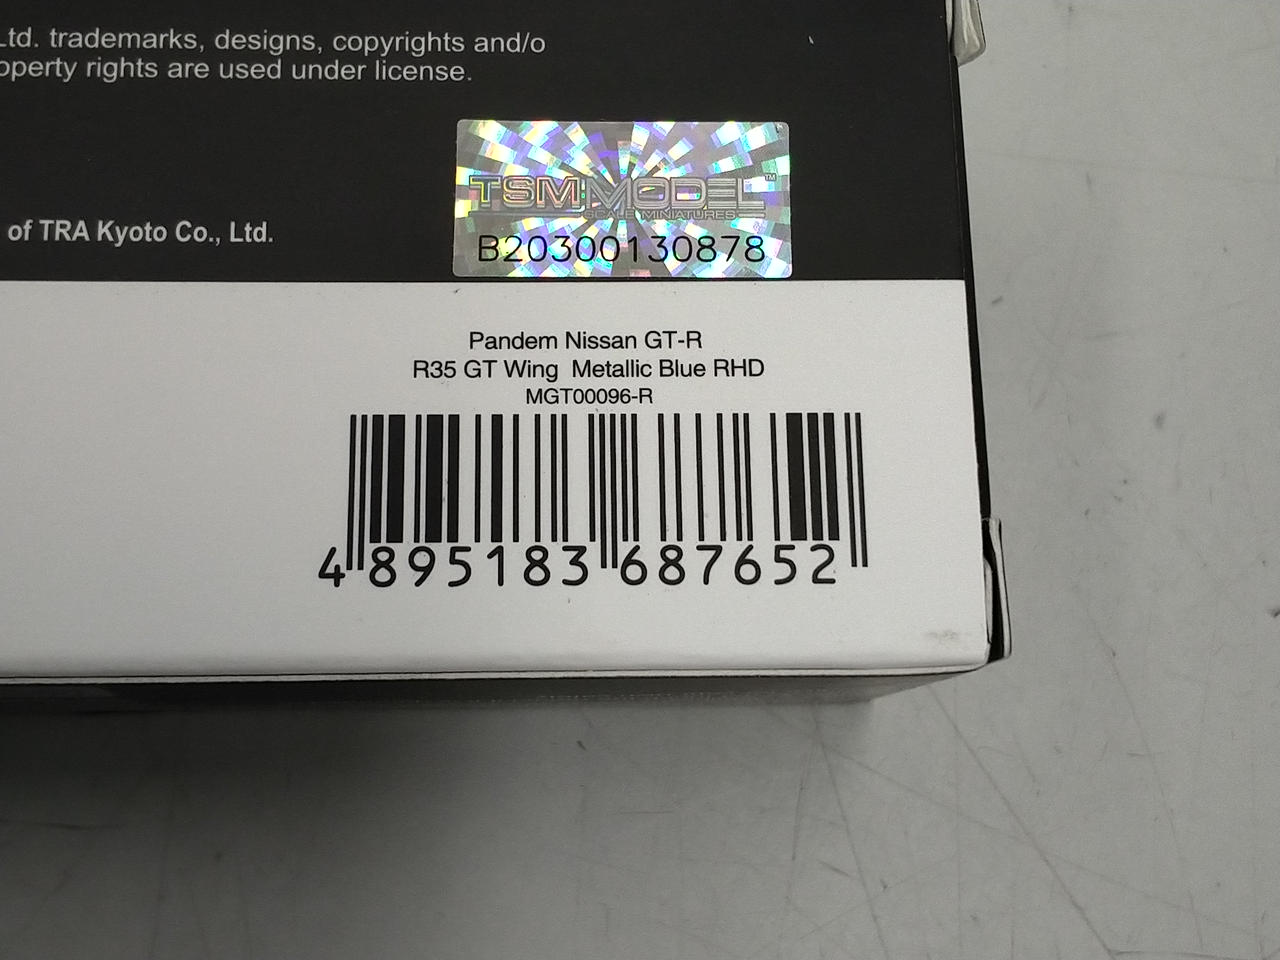 Ltd. trademarks, designs, copyrights and/o
operty rights are used under license.
TSM MODEL™
SCALE MINIATURES
B20300130878
of TRA Kyoto Co., Ltd.
Pandem Nissan GT-R
R35 GT Wing Metallic Blue RHD
MGT00096-R
4 895183 687652